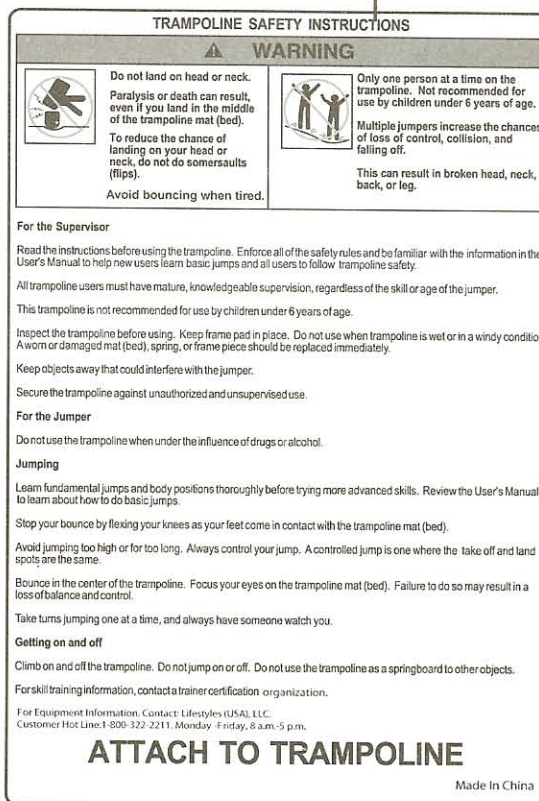 TRAMPOLINE SAFETY INSTRUCTIONS
WARNING
Do not land on head or neck.
Paralysis or death can result,
even if you land in the middle
of the trampoline mat (bed).
To reduce the chance of
landing on your head or
neck, do not do somersaults
(flips).
Avoid bouncing when tired.
Only one person at a time on the
trampoline. Not recommended for
use by children under 6 years of age.
Multiple jumpers increase the chances
of loss of control, collision, and
falling off.
This can result in broken head, neck,
back, or leg.
For the Supervisor
Read the instructions before using the trampoline. Enforce all of the safety rules and be familiar with the information in the
User's Manual to help new users learn basic jumps and all users to follow trampoline safety.
All trampoline users must have mature, knowledgeable supervision, regardless of the skill or age of the jumper.
This trampoline is not recommended for use by children under 6 years of age.
Inspect the trampoline before using. Keep frame pad in place. Do not use when trampoline is wet or in a windy conditio
A worn or damaged mat (bed), spring, or frame piece should be replaced immediately.
Keep objects away that could interfere with the jumper.
Secure the trampoline against unauthorized and unsupervised use.
For the Jumper
Do not use the trampoline when under the influence of drugs or alcohol.
Jumping
Learn fundamental jumps and body positions thoroughly before trying more advanced skills. Review the User's Manual
to learn about how to do basic jumps.
Stop your bounce by flexing your knees as your feet come in contact with the trampoline mat (bed).
Avoid jumping too high or for too long. Always control your jump. A controlled jump is one where the take off and land
spots are the same.
Bounce in the center of the trampoline. Focus your eyes on the trampoline mat (bed). Failure to do so may result in a
loss of balance and control.
Take turns jumping one at a time, and always have someone watch you.
Getting on and off
Climb on and off the trampoline. Do not jump on or off. Do not use the trampoline as a springboard to other objects.
For skill training information, contact a trainer certification organization.
For Equipment Information, Contact: Lifestyles (USA), LLC.
Customer Hot Line:1-800-322-2211. Monday -Friday, 8 a.m.-5 p.m.
ATTACH TO TRAMPOLINE
Made In China